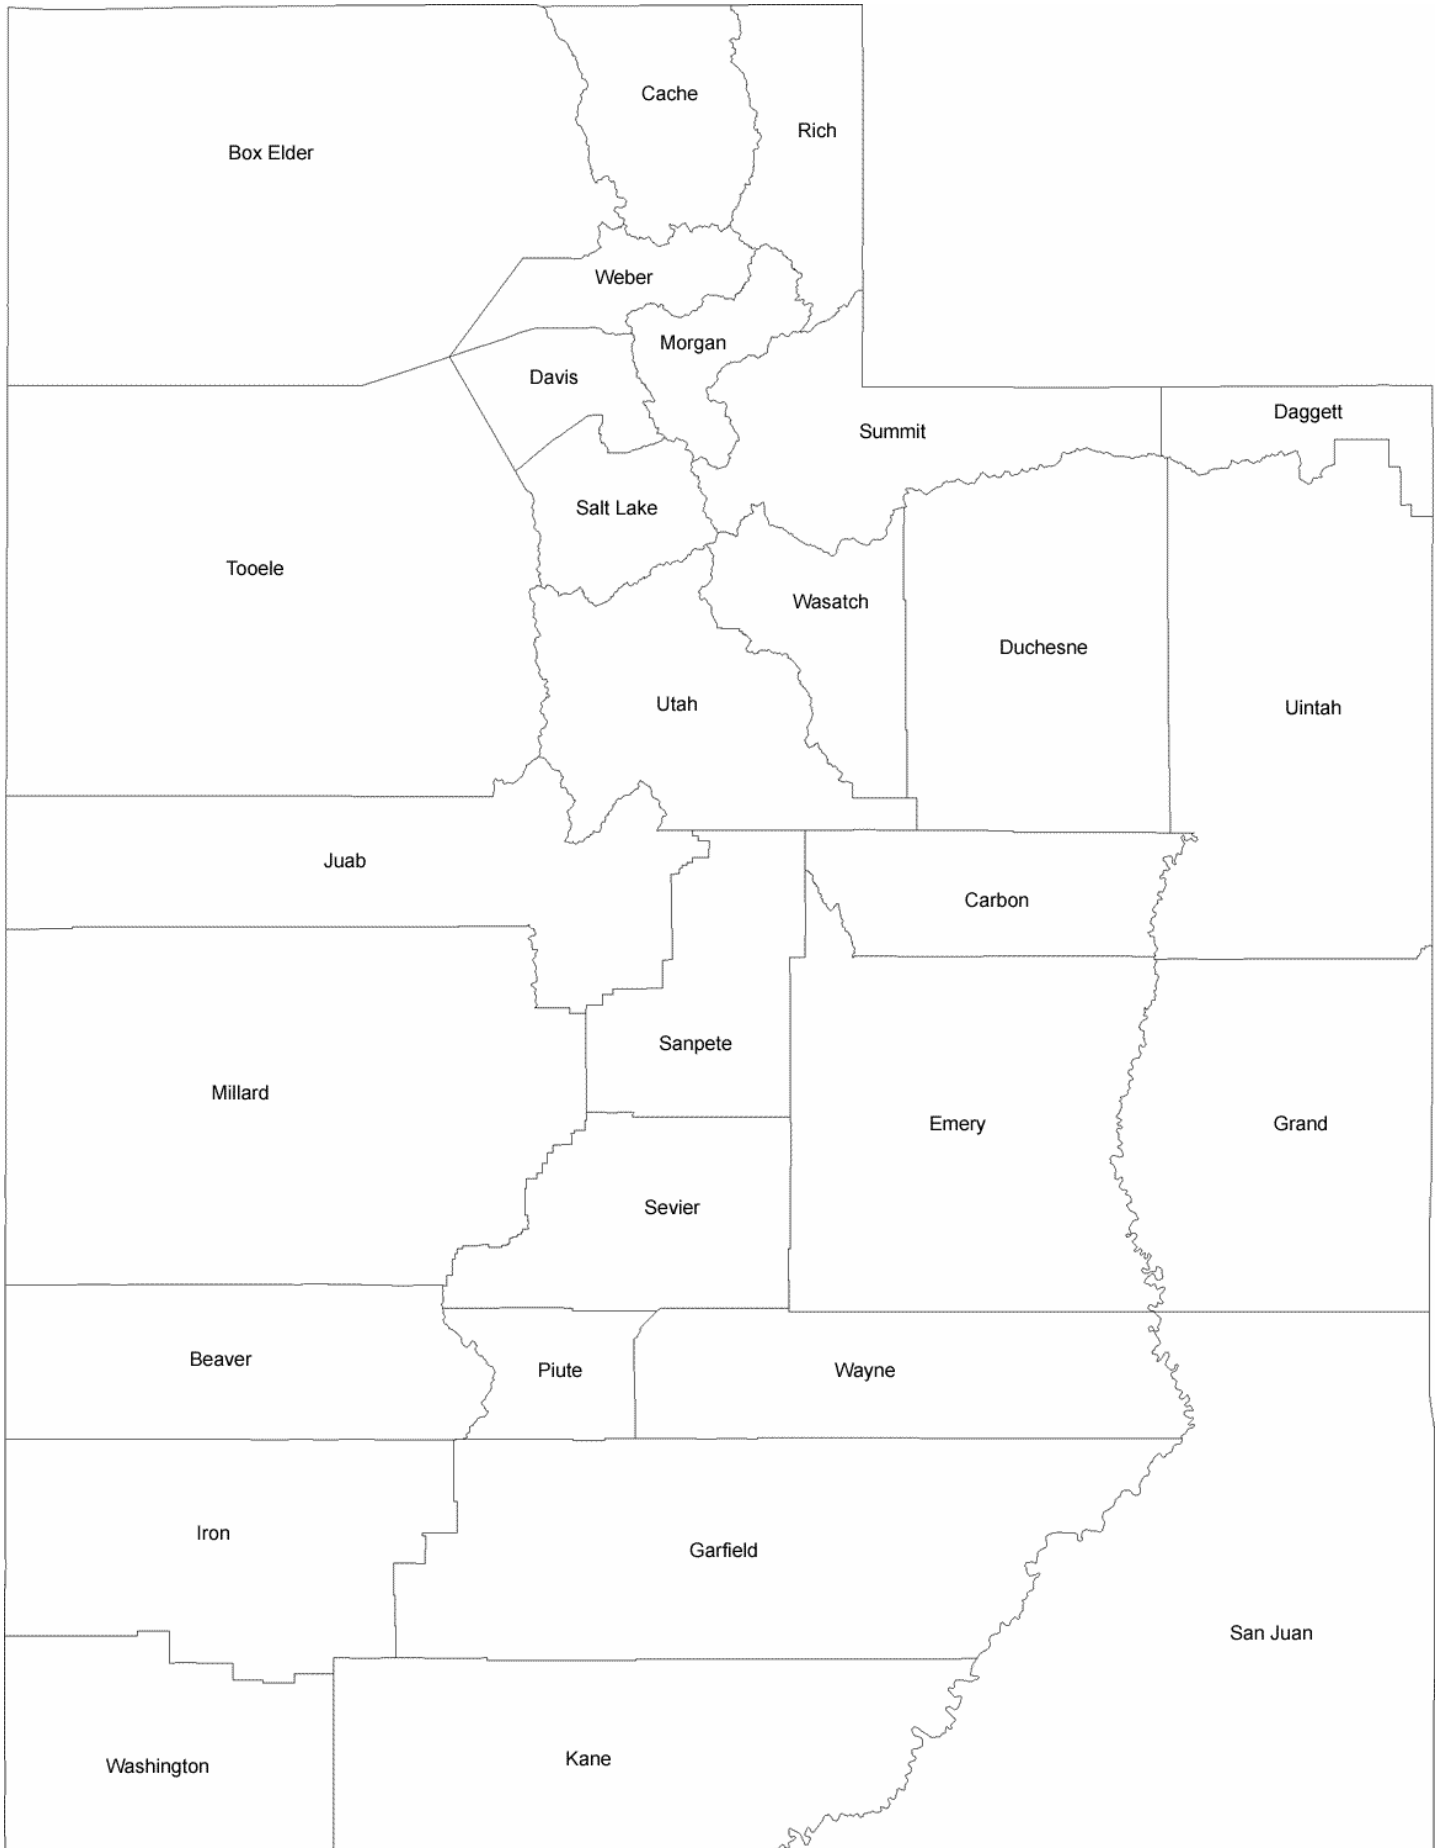 Cache
Rich
Box Elder
Weber
Morgan
Davis
Daggett
Summit
Salt Lake
Tooele
Wasatch
Duchesne
Utah
Uintah
Juab
Carbon
Sanpete
Millard
Emery
Grand
Sevier
Beaver
Piute
Wayne
Iron
Garfield
San Juan
Kane
Washington